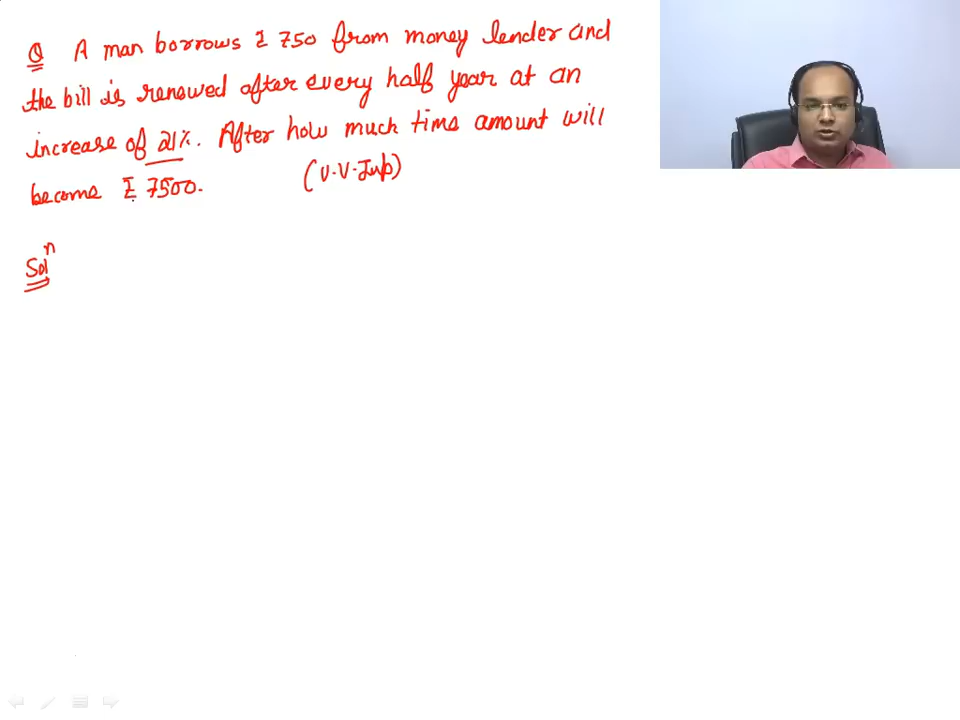 Q A man borrows ₹ 750 from money lender and
the bill is renewed after every half year at an
increase of 21%. After how much time amount will
become ₹ 7500. (V.V.Imp)
Solⁿ